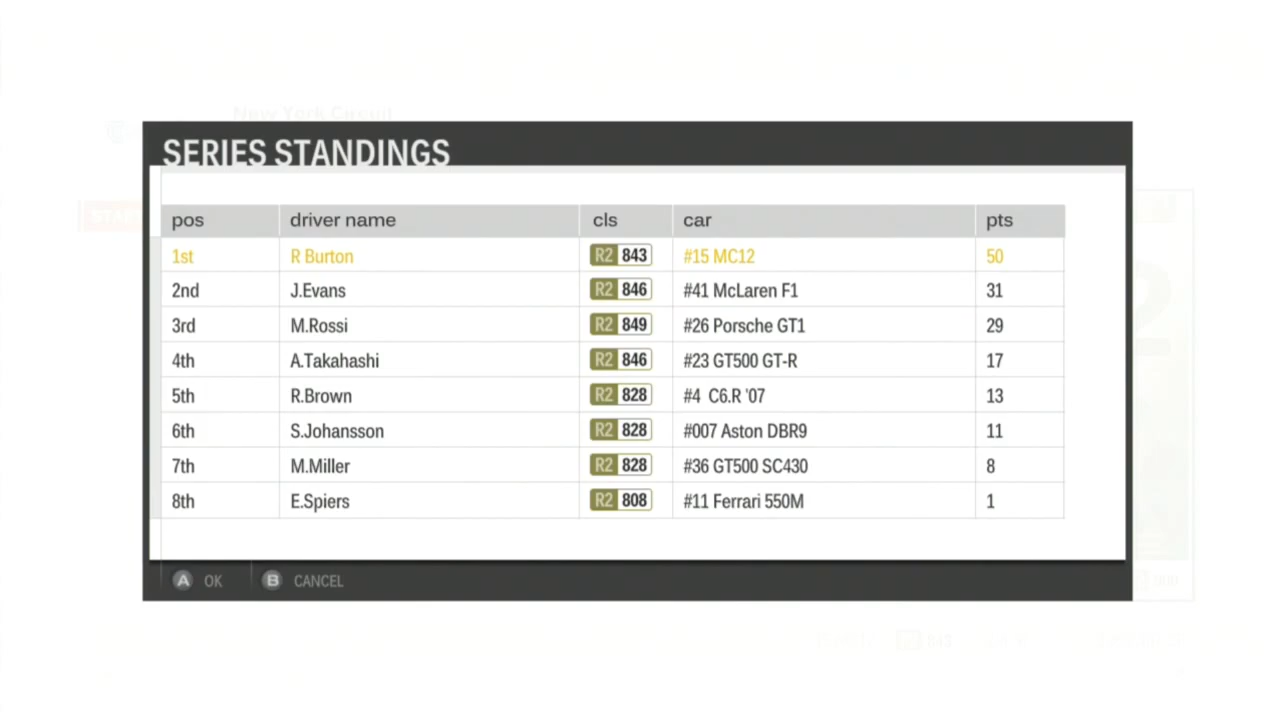 New York Circuit
SERIES STANDINGS
pos driver name cls car pts
1st R Burton R2 843 #15 MC12 50
2nd J.Evans R2 846 #41 McLaren F1 31
3rd M.Rossi R2 849 #26 Porsche GT1 29
4th A.Takahashi R2 846 #23 GT500 GT-R 17
5th R.Brown R2 828 #4 C6.R '07 13
6th S.Johansson R2 828 #007 Aston DBR9 11
7th M.Miller R2 828 #36 GT500 SC430 8
8th E.Spiers R2 808 #11 Ferrari 550M 1
A OK B CANCEL